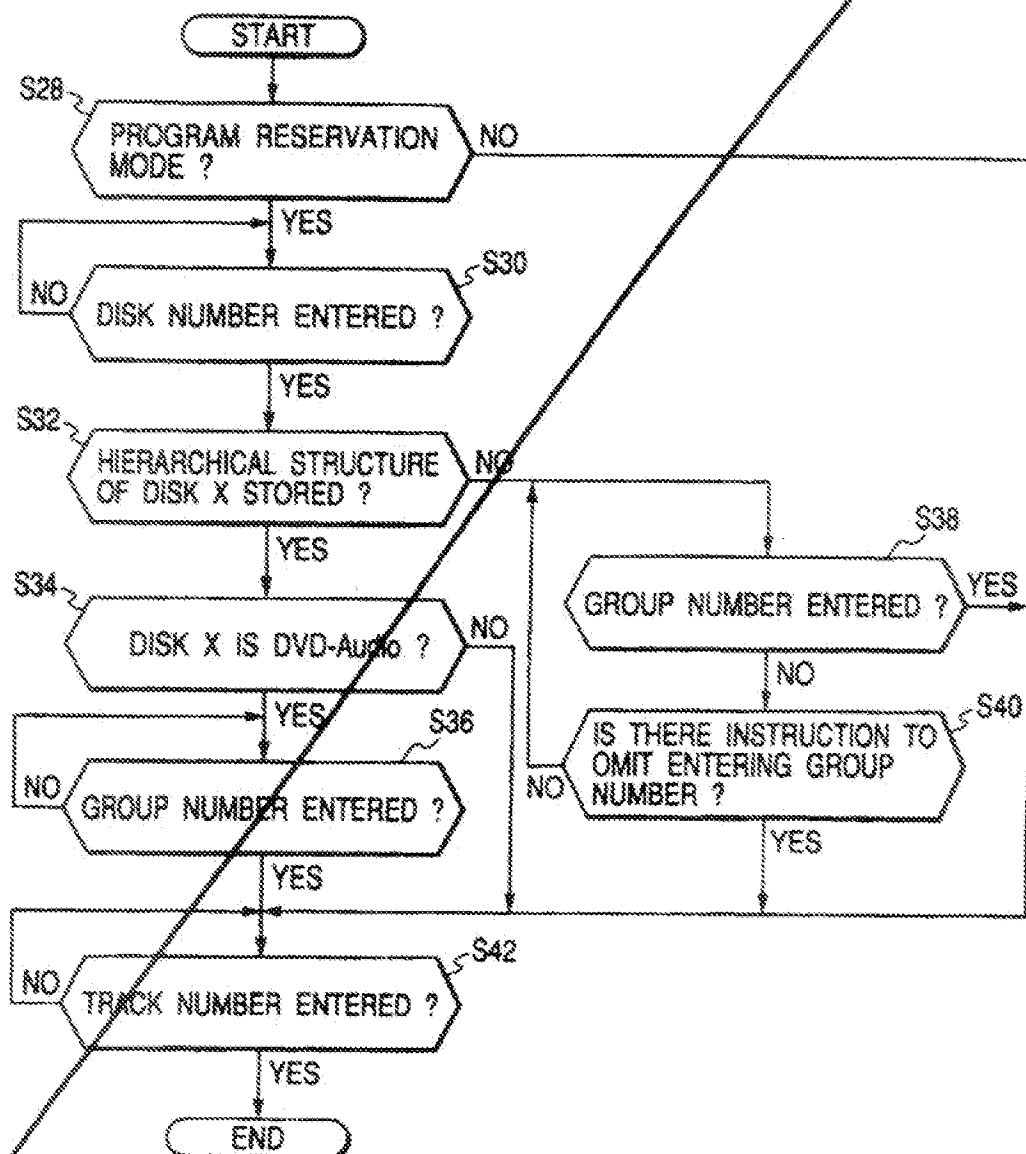 START
S28
PROGRAM RESERVATION
MODE ?
NO
YES
S30
NO
DISK NUMBER ENTERED ?
YES
S32
HIERARCHICAL STRUCTURE
OF DISK X STORED ?
NO
YES
S38
GROUP NUMBER ENTERED ?
YES
NO
S34
DISK X IS DVD-Audio ?
NO
YES
S40
IS THERE INSTRUCTION TO
OMIT ENTERING GROUP
NUMBER ?
NO
YES
S36
NO
GROUP NUMBER ENTERED ?
YES
S42
NO
TRACK NUMBER ENTERED ?
YES
END